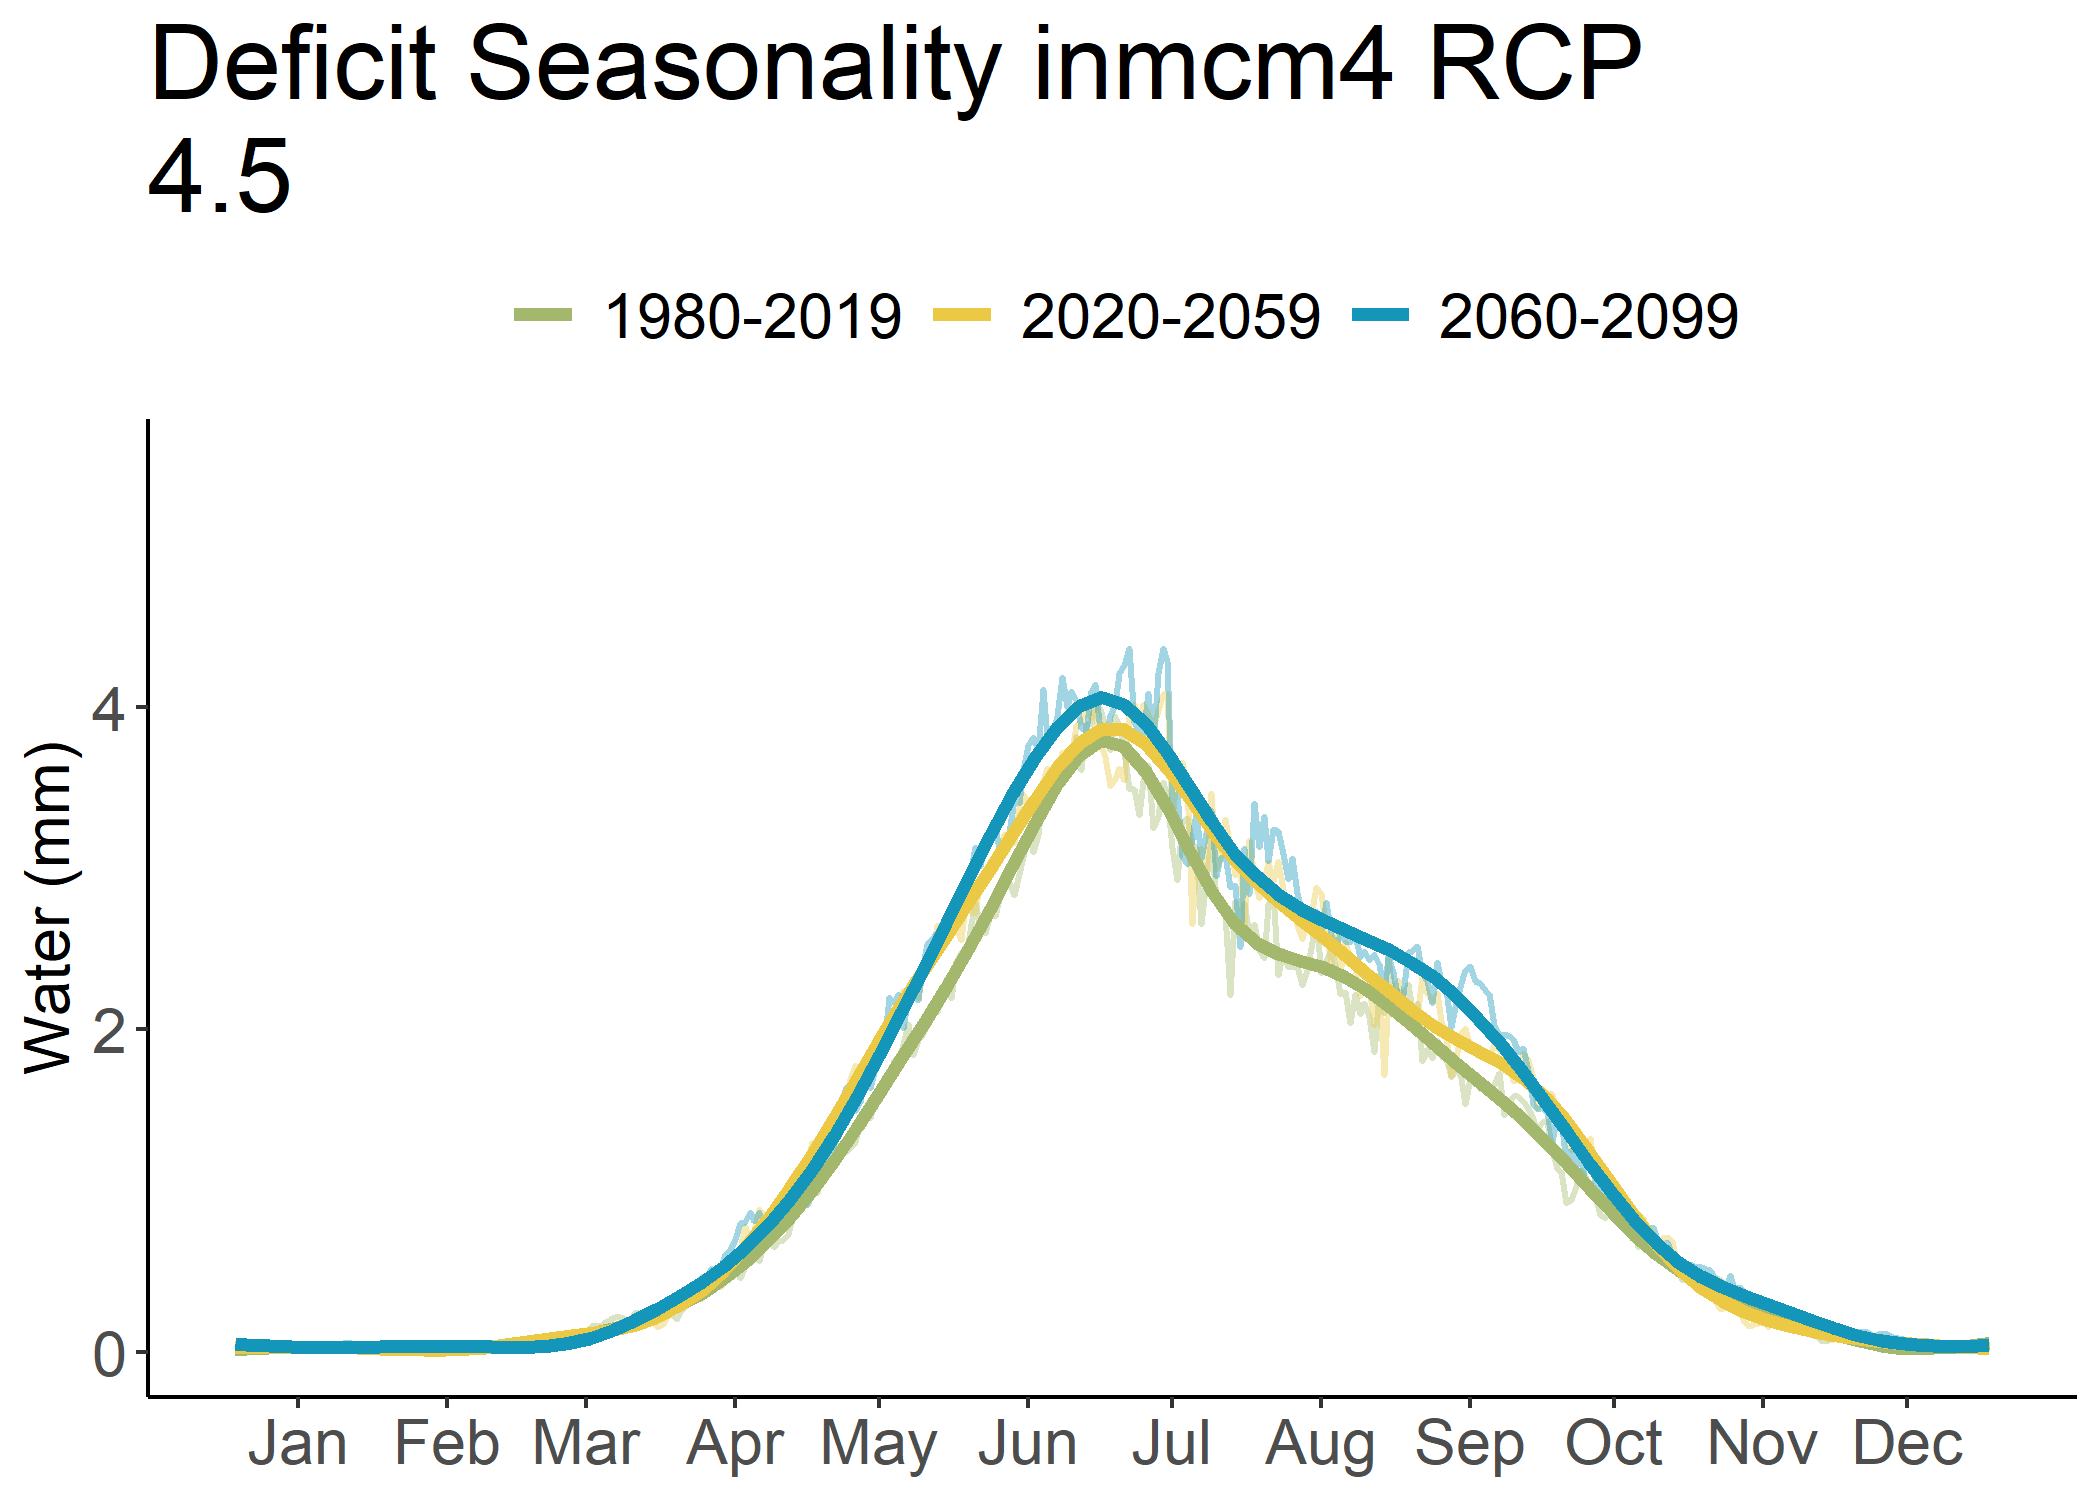 Deficit Seasonality inmcm4 RCP
4.5
1980-2019 2020-2059 2060-2099
Water (mm)
4
2
0
Jan Feb Mar Apr May Jun Jul Aug Sep Oct Nov Dec